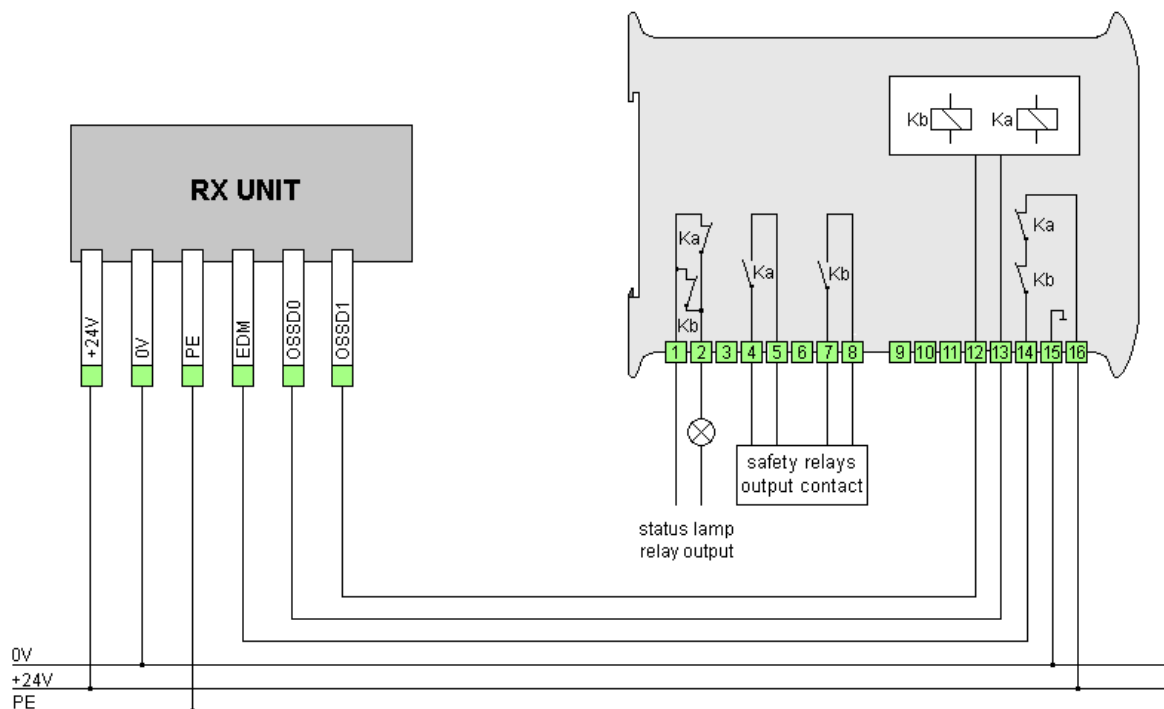 RX UNIT
+24V
0V
PE
EDM
OSSD0
OSSD1
Kb
Ka
Ka
Kb
Ka
Kb
Ka
Kb
1 2 3 4 5 6 7 8 9 10 11 12 13 14 15 16
safety relays
output contact
status lamp
relay output
0V
+24V
PE